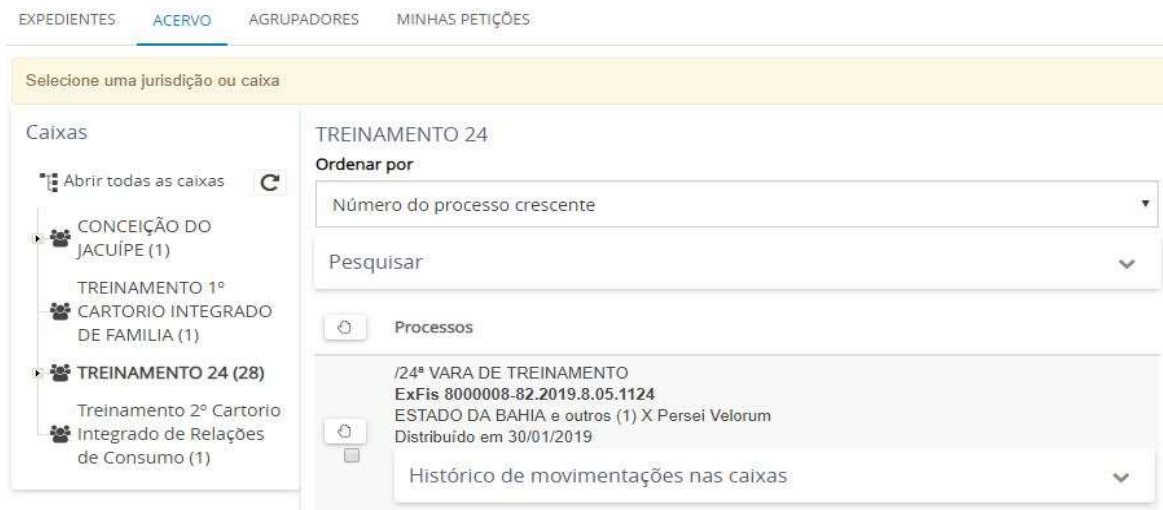 EXPEDIENTES ACERVO AGRUPADORES MINHAS PETIÇÕES
Selecione uma jurisdição ou caixa
Caixas
Abrir todas as caixas
CONCEIÇÃO DO
JACUÍPE (1)
TREINAMENTO 1º
CARTORIO INTEGRADO
DE FAMILIA (1)
TREINAMENTO 24 (28)
Treinamento 2º Cartorio
Integrado de Relações
de Consumo (1)
TREINAMENTO 24
Ordenar por
Número do processo crescente
Pesquisar
Processos
/24ª VARA DE TREINAMENTO
ExFis 8000008-82.2019.8.05.1124
ESTADO DA BAHIA e outros (1) X Persei Velorum
Distribuído em 30/01/2019
Histórico de movimentações nas caixas